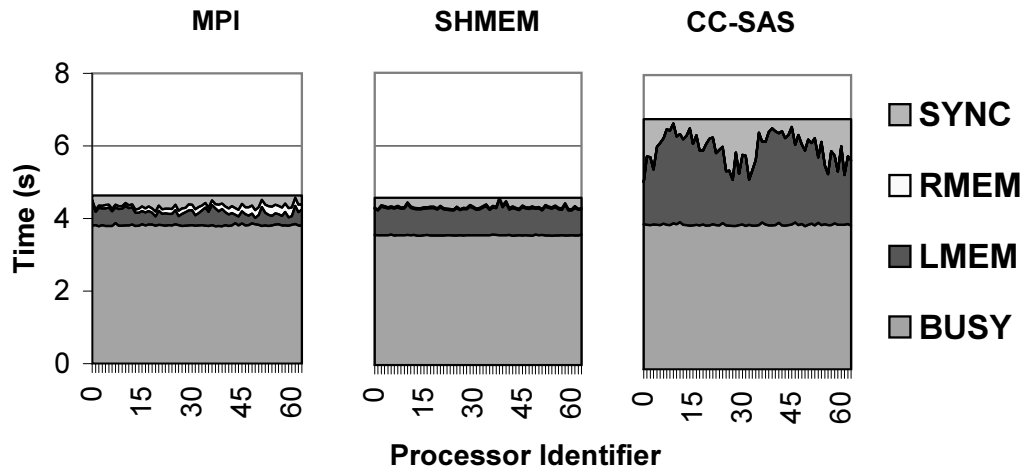 MPI SHMEM CC-SAS
8
6
4
2
0
Time (s)
0 15 30 45 60
0 15 30 45 60
0 15 30 45 60
Processor Identifier
SYNC
RMEM
LMEM
BUSY